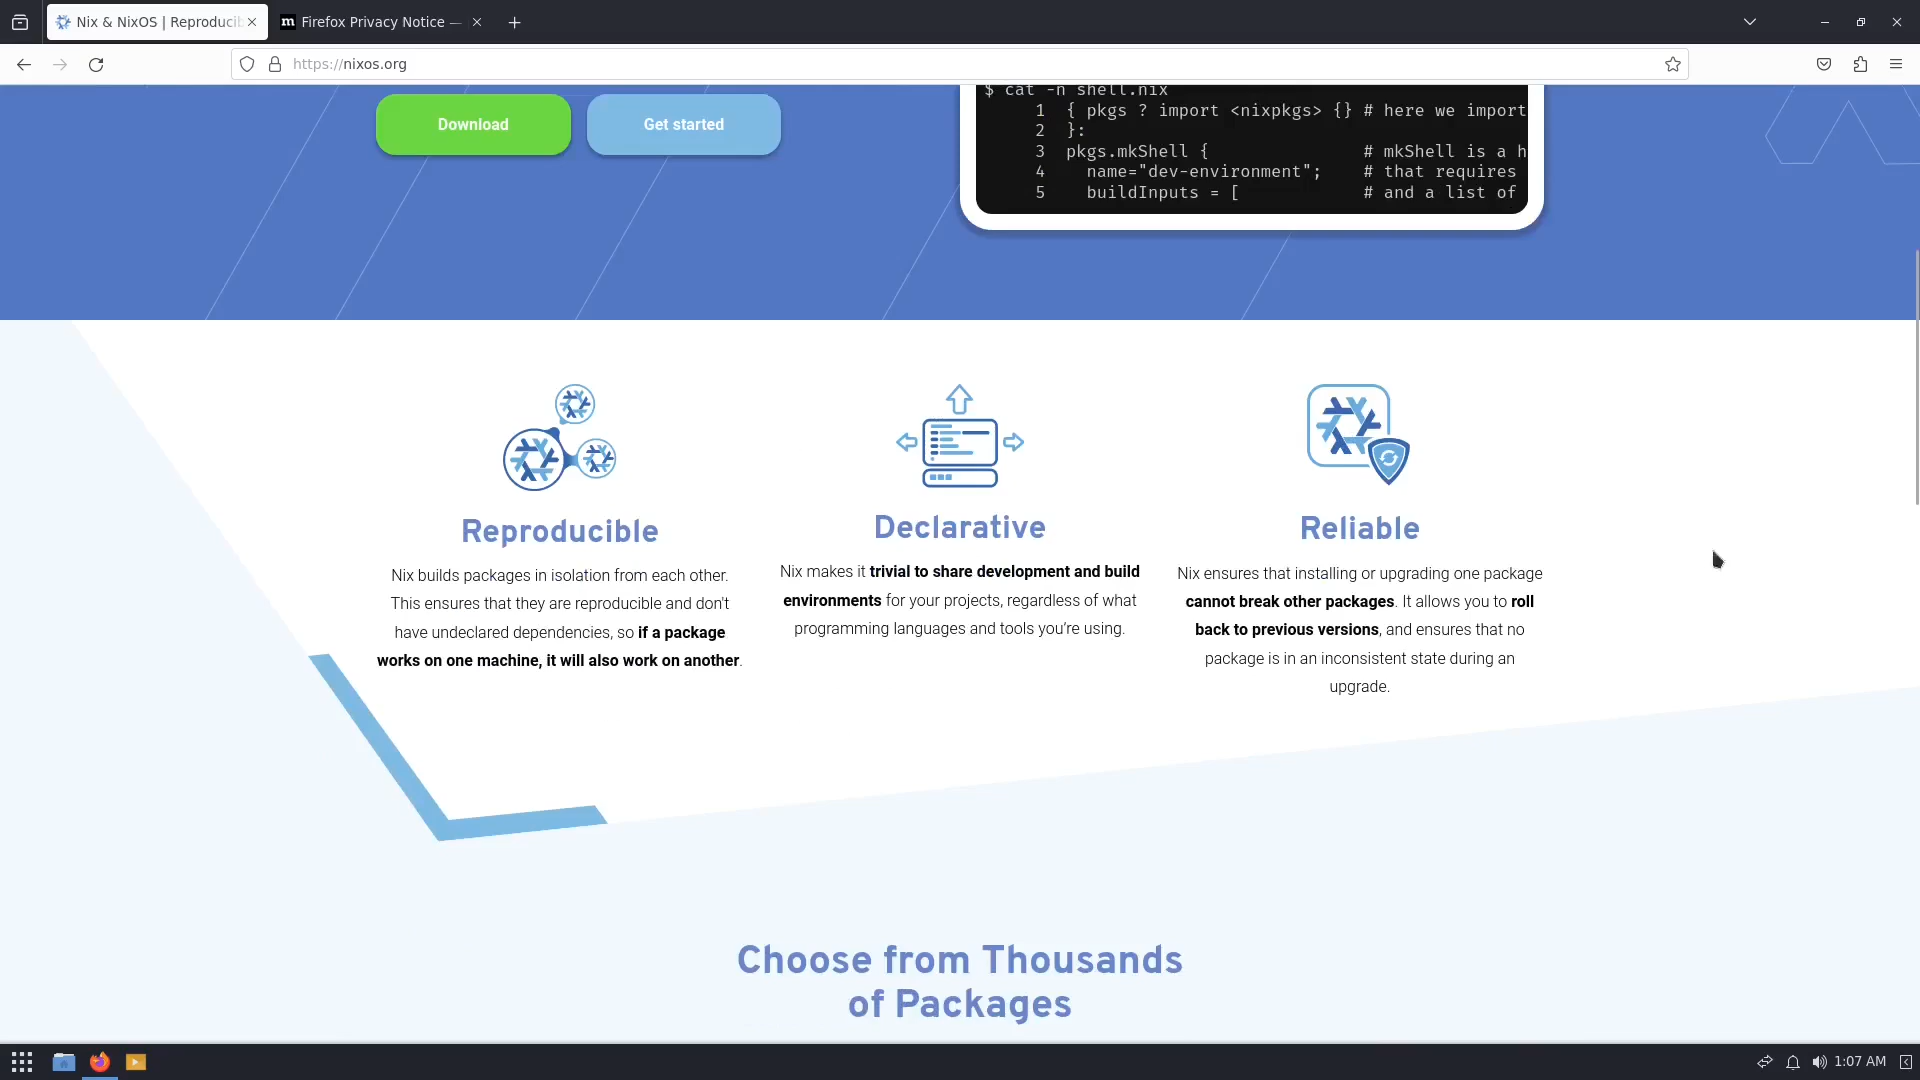 Nix & NixOS | Reproducib
Firefox Privacy Notice —
https://nixos.org
Download
Get started
$ cat -n shell.nix
1 { pkgs ? import <nixpkgs> {} # here we import
2 }:
3 pkgs.mkShell { # mkShell is a h
4 name="dev-environment"; # that requires
5 buildInputs = [ # and a list of
Reproducible
Nix builds packages in isolation from each other.
This ensures that they are reproducible and don't
have undeclared dependencies, so if a package
works on one machine, it will also work on another.
Declarative
Nix makes it trivial to share development and build
environments for your projects, regardless of what
programming languages and tools you're using.
Reliable
Nix ensures that installing or upgrading one package
cannot break other packages. It allows you to roll
back to previous versions, and ensures that no
package is in an inconsistent state during an
upgrade.
Choose from Thousands
of Packages
1:07 AM